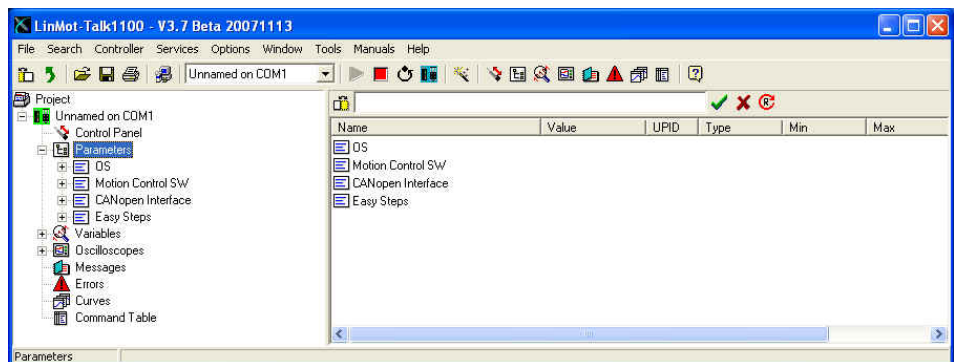 LinMot-Talk1100 - V3.7 Beta 20071113
File Search Controller Services Options Window Tools Manuals Help
Unnamed on COM1
Project
Unnamed on COM1
Control Panel
Parameters
OS
Motion Control SW
CANopen Interface
Easy Steps
Variables
Oscilloscopes
Messages
Errors
Curves
Command Table
Name Value UPID Type Min Max
OS
Motion Control SW
CANopen Interface
Easy Steps
Parameters